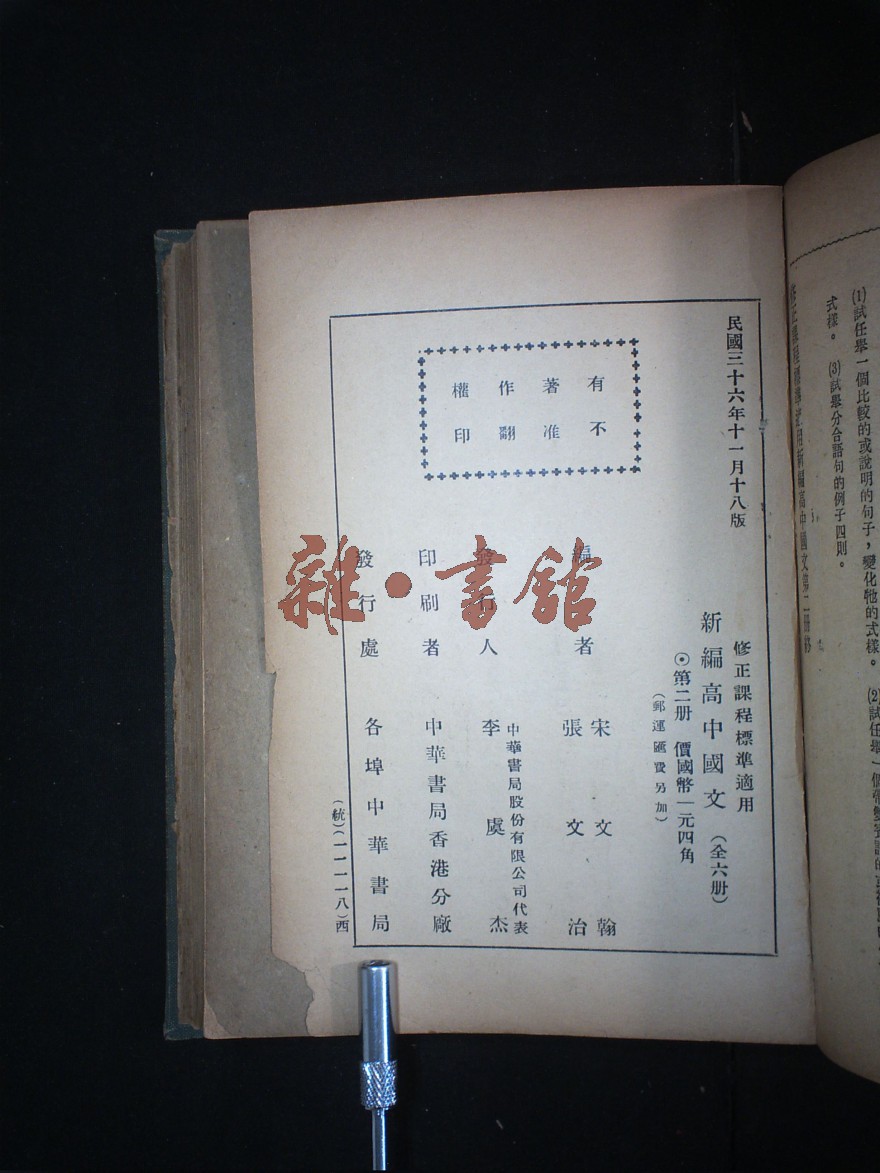 (1)試任舉一個比較的或說明的句子，變化牠的式樣。(2)試任舉一個
式樣。(3)試舉分合語句的例子四則。
民國三十六年十一月十八版
有著作權
不准翻印
修正課程標準適用
新編高中國文（全六册）
⊙第二册 價國幣一元四角
（郵運匯費另加）
編者 宋文翰
張文治
中華書局股份有限公司代表
發行人 李虞杰
印刷者 中華書局香港分廠
發行處 各埠中華書局
（統）（一一一一八）西
雜·書館